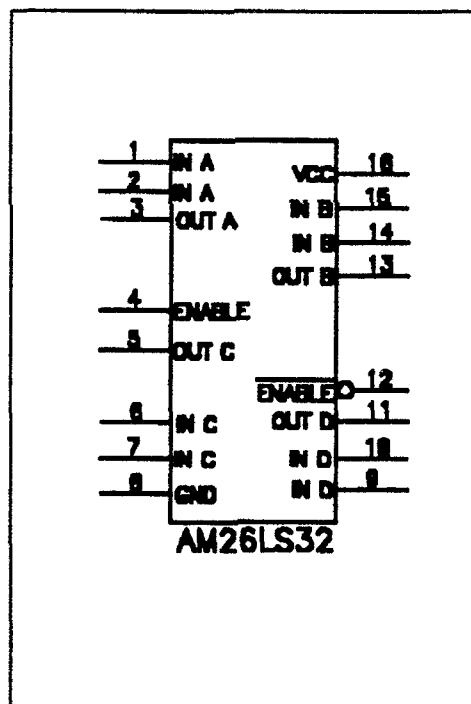 1 IN A
2 IN A
3 OUT A
4 ENABLE
5 OUT C
6 IN C
7 IN C
8 GND
VCC 16
IN B 15
IN B 14
OUT B 13
ENABLE 12
OUT D 11
IN D 10
IN D 9
AM26LS32